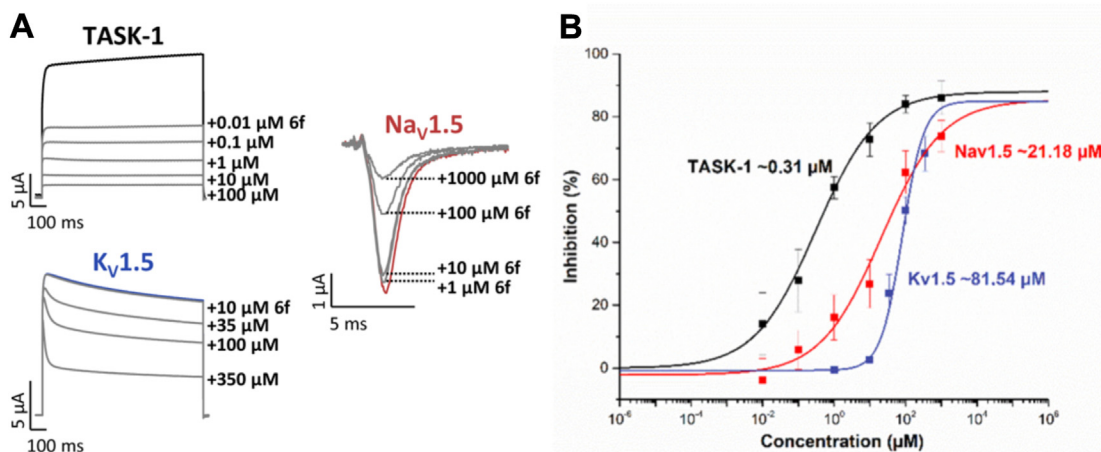 A
TASK-1
+0.01 µM 6f
+0.1 µM
+1 µM
+10 µM
+100 µM
5 µA
100 ms
KV1.5
+10 µM 6f
+35 µM
+100 µM
+350 µM
5 µA
100 ms
NaV1.5
+1000 µM 6f
+100 µM 6f
+10 µM 6f
+1 µM 6f
1 µA
5 ms
B
Inhibition (%)
100
80
60
40
20
0
TASK-1 ~0.31 µM
Nav1.5 ~21.18 µM
Kv1.5 ~81.54 µM
10⁻⁶ 10⁻⁴ 10⁻² 10⁰ 10² 10⁴ 10⁶
Concentration (µM)